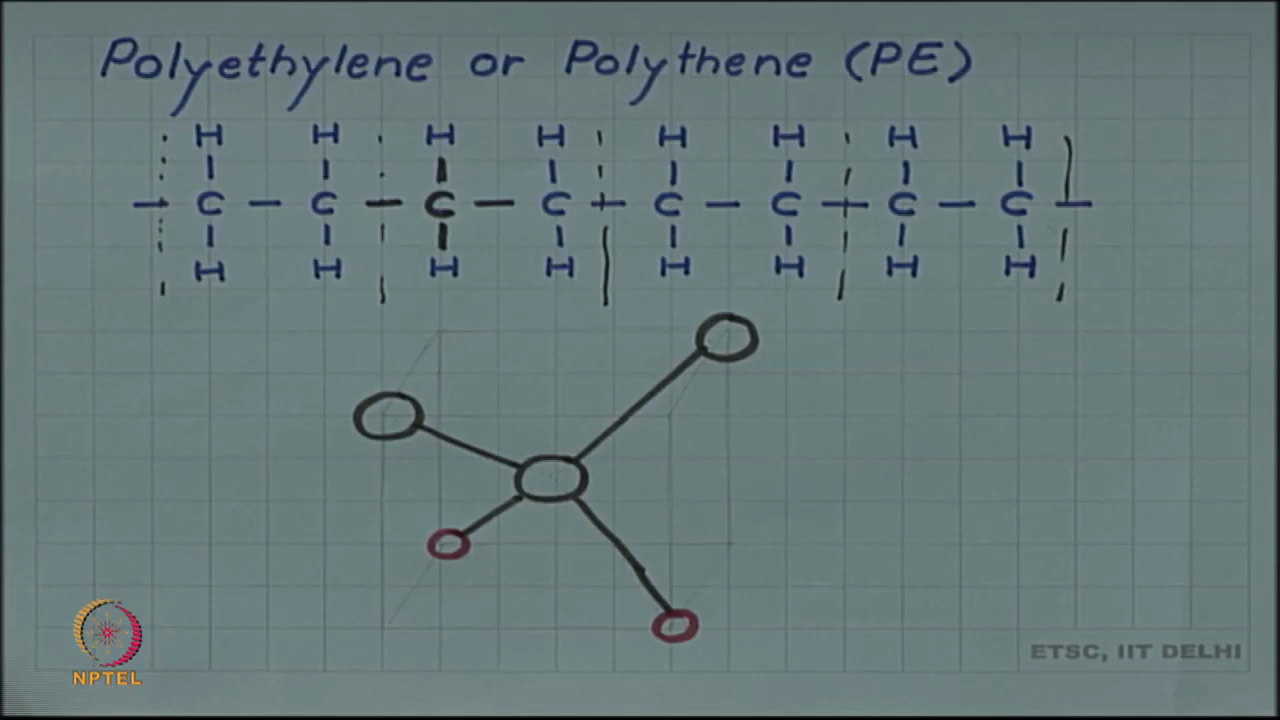 Polyethylene or Polythene (PE)
H H H H H H H H
- C - C - C - C - C - C - C - C -
H H H H H H H H
NPTEL
ETSC, IIT DELHI